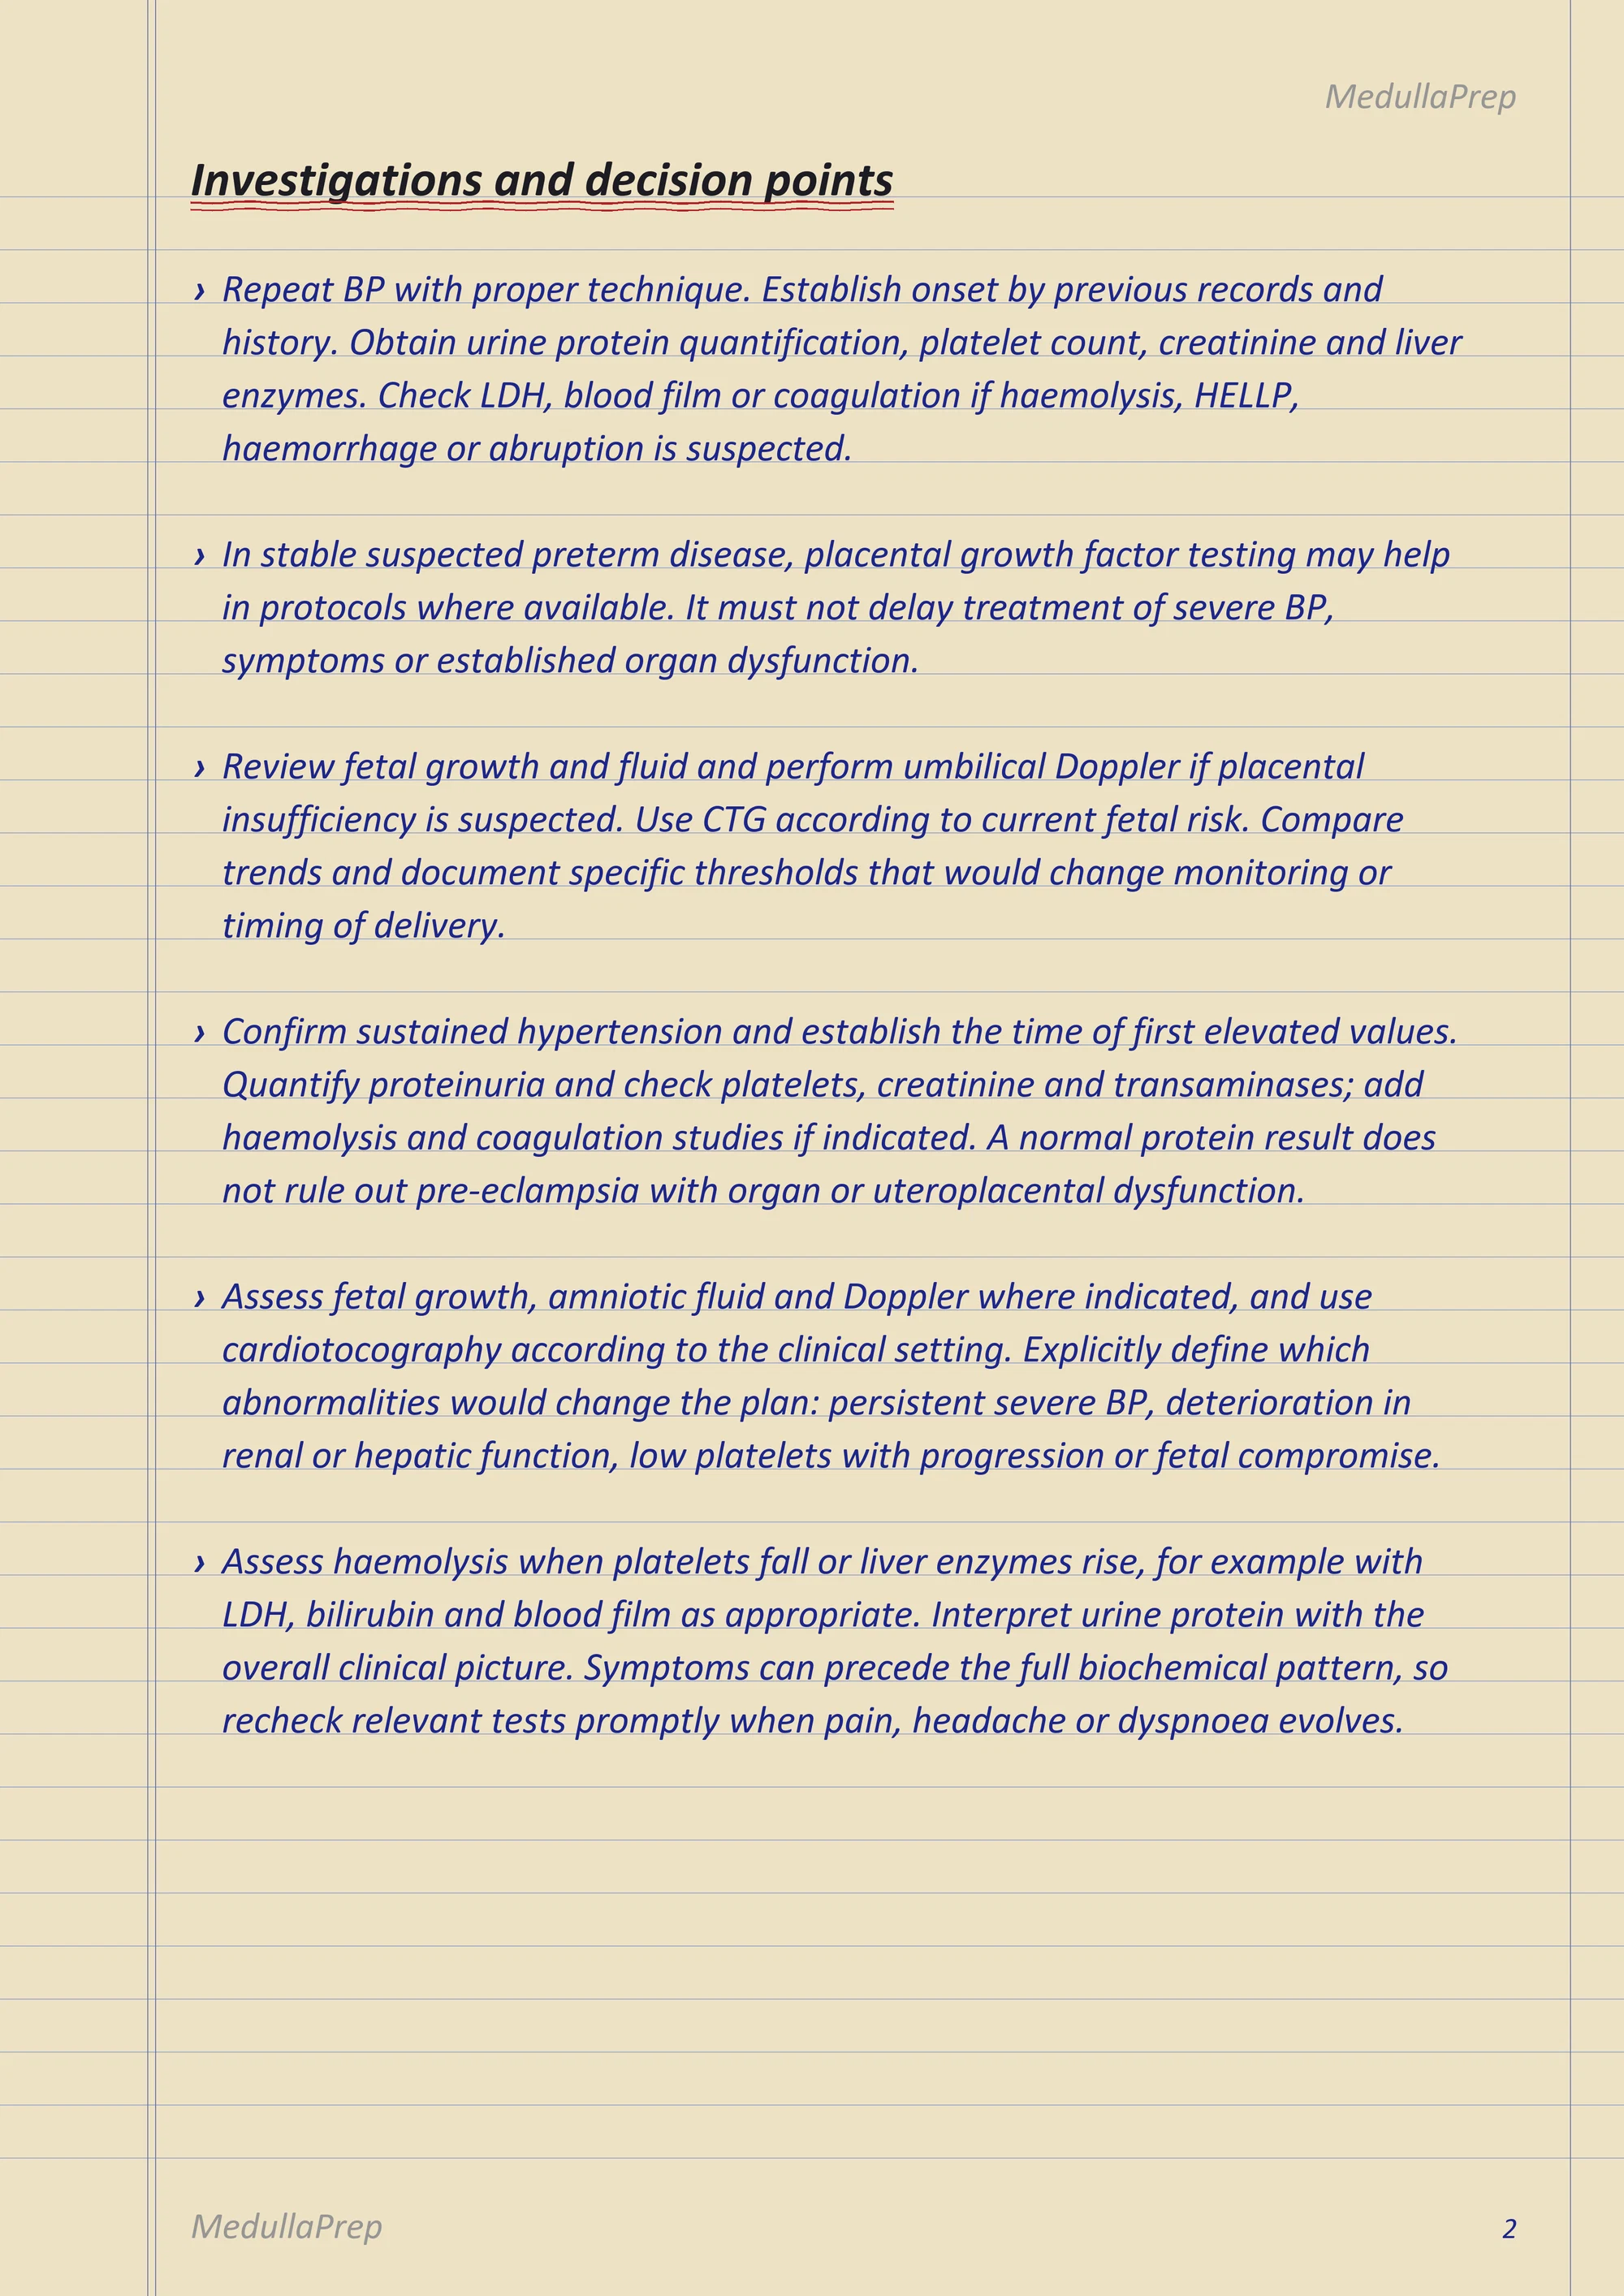 MedullaPrep
Investigations and decision points
› Repeat BP with proper technique. Establish onset by previous records and
history. Obtain urine protein quantification, platelet count, creatinine and liver
enzymes. Check LDH, blood film or coagulation if haemolysis, HELLP,
haemorrhage or abruption is suspected.
› In stable suspected preterm disease, placental growth factor testing may help
in protocols where available. It must not delay treatment of severe BP,
symptoms or established organ dysfunction.
› Review fetal growth and fluid and perform umbilical Doppler if placental
insufficiency is suspected. Use CTG according to current fetal risk. Compare
trends and document specific thresholds that would change monitoring or
timing of delivery.
› Confirm sustained hypertension and establish the time of first elevated values.
Quantify proteinuria and check platelets, creatinine and transaminases; add
haemolysis and coagulation studies if indicated. A normal protein result does
not rule out pre-eclampsia with organ or uteroplacental dysfunction.
› Assess fetal growth, amniotic fluid and Doppler where indicated, and use
cardiotocography according to the clinical setting. Explicitly define which
abnormalities would change the plan: persistent severe BP, deterioration in
renal or hepatic function, low platelets with progression or fetal compromise.
› Assess haemolysis when platelets fall or liver enzymes rise, for example with
LDH, bilirubin and blood film as appropriate. Interpret urine protein with the
overall clinical picture. Symptoms can precede the full biochemical pattern, so
recheck relevant tests promptly when pain, headache or dyspnoea evolves.
MedullaPrep
2